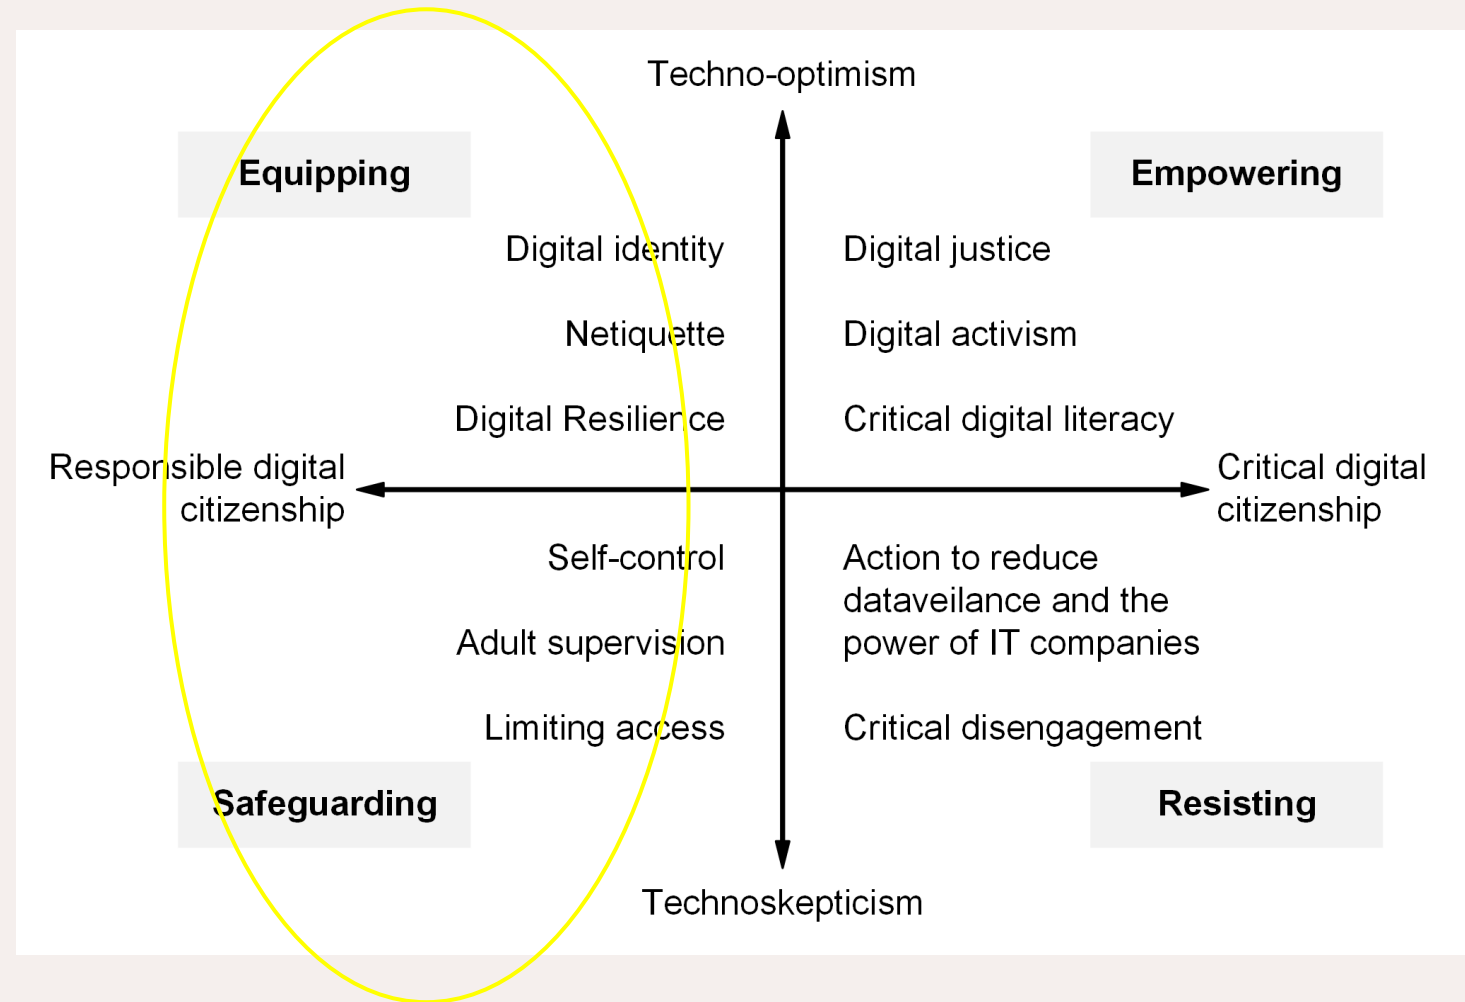 Techno-optimism
Equipping
Empowering
Digital identity
Digital justice
Netiquette
Digital activism
Digital Resilience
Critical digital literacy
Responsible digital
citizenship
Critical digital
citizenship
Self-control
Action to reduce
dataveilance and the
power of IT companies
Adult supervision
Limiting access
Critical disengagement
Safeguarding
Resisting
Technoskepticism